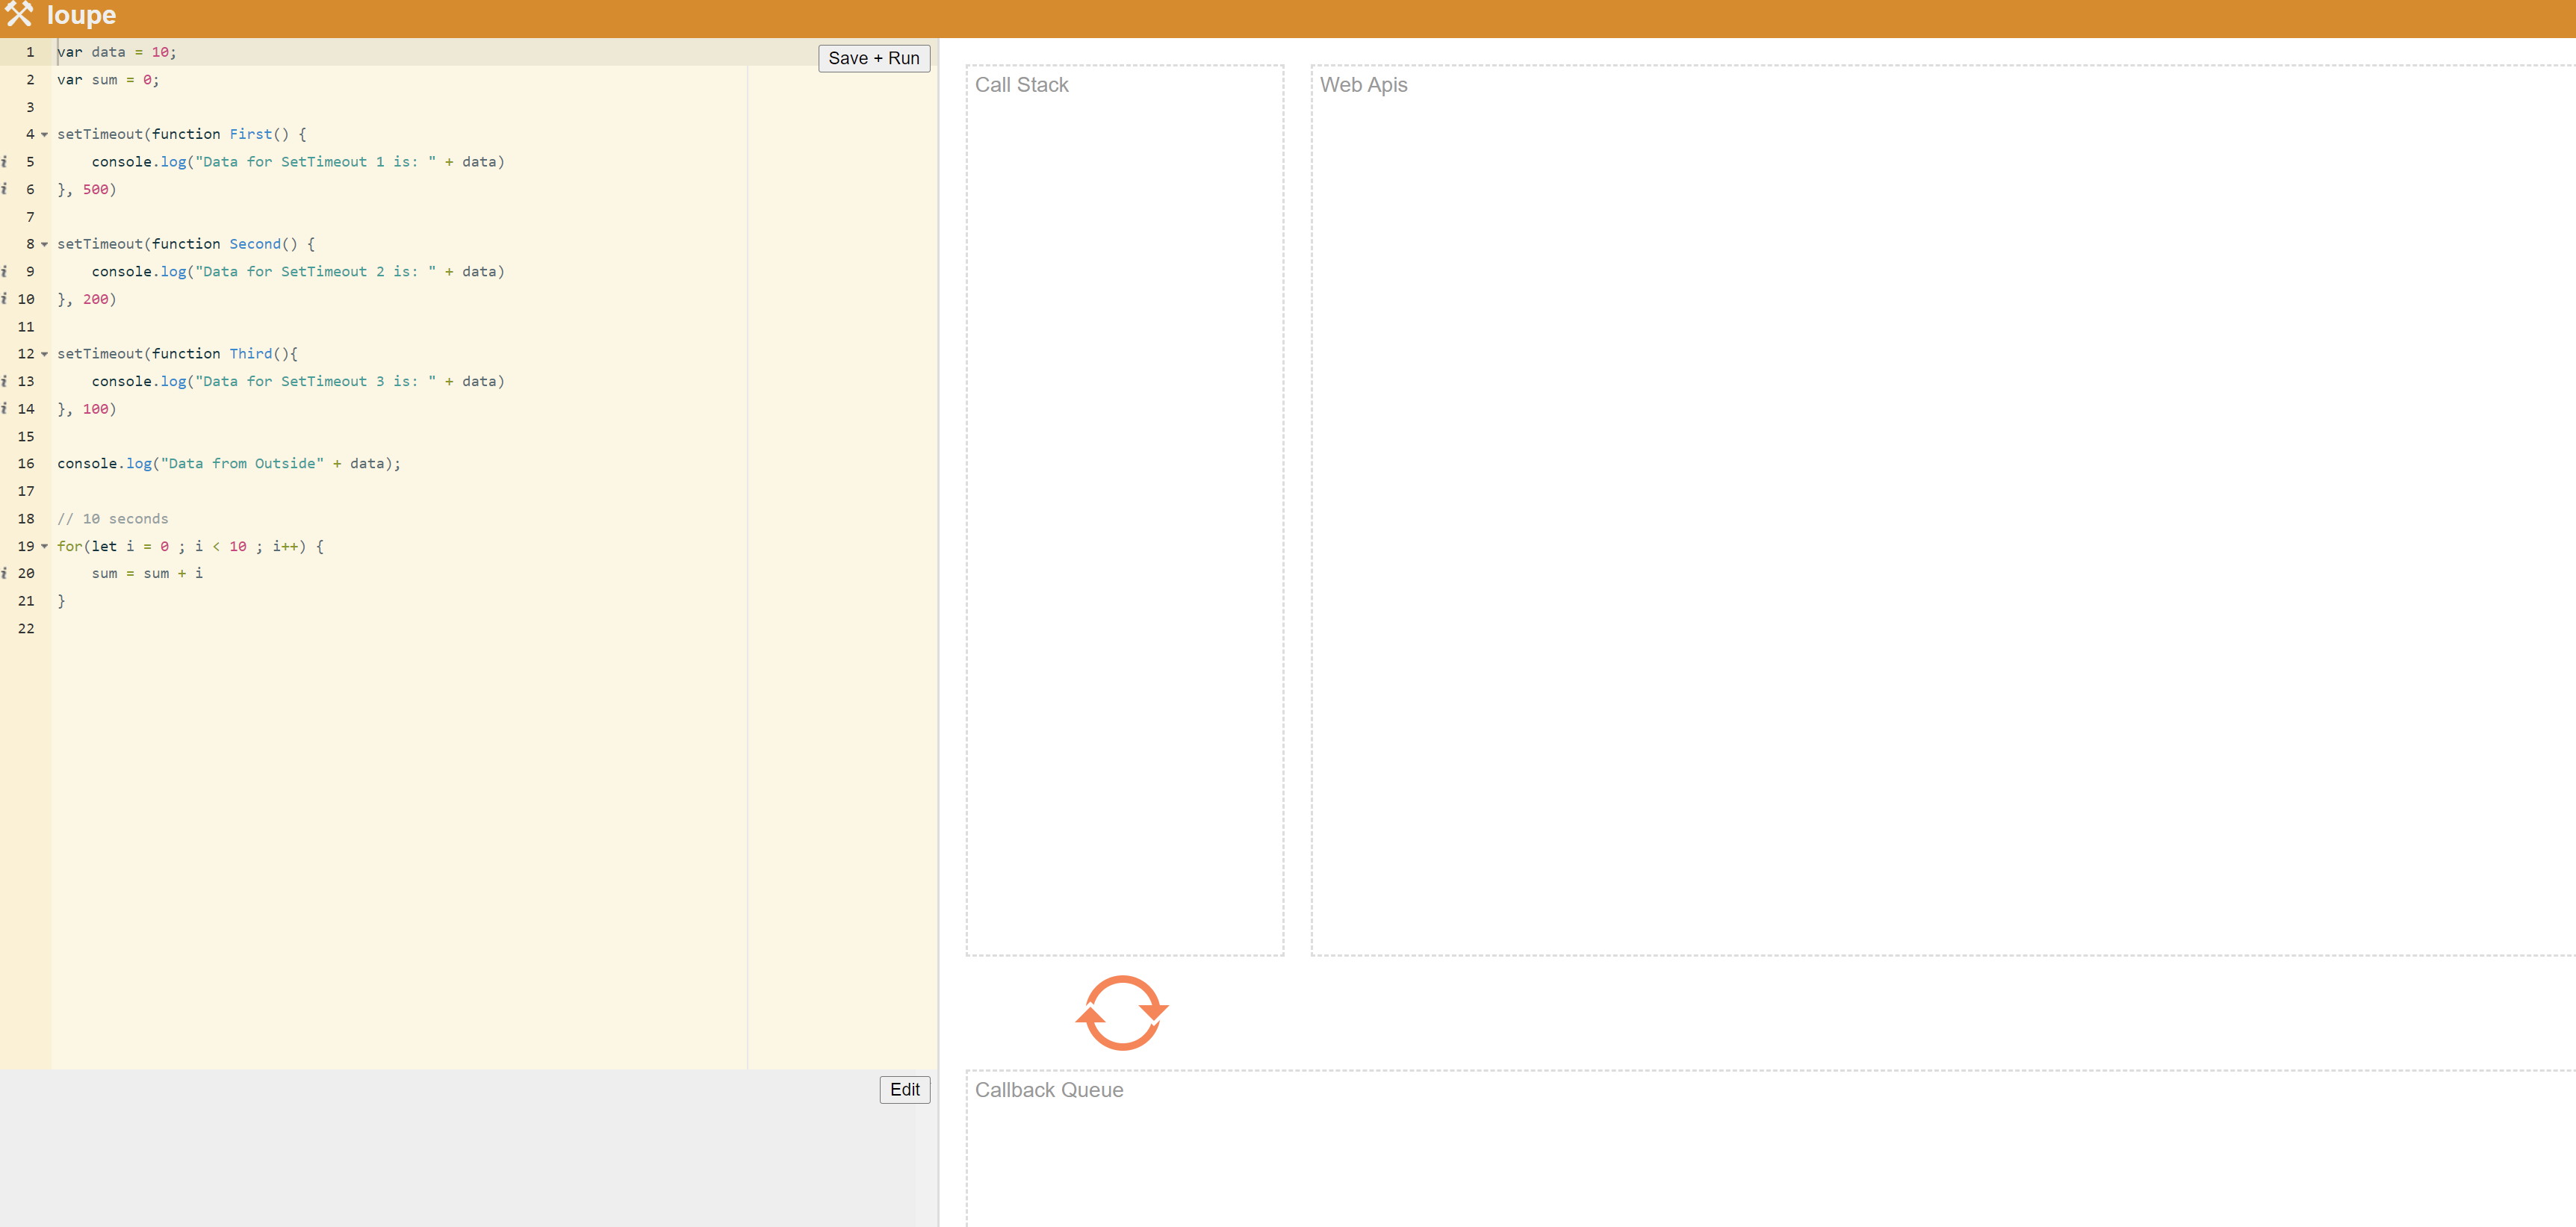 loupe
1 var data = 10;
Save + Run
2 var sum = 0;
3
4 setTimeout(function First() {
i 5     console.log("Data for SetTimeout 1 is: " + data)
i 6 }, 500)
7
8 setTimeout(function Second() {
i 9     console.log("Data for SetTimeout 2 is: " + data)
i 10 }, 200)
11
12 setTimeout(function Third(){
i 13     console.log("Data for SetTimeout 3 is: " + data)
i 14 }, 100)
15
16 console.log("Data from Outside" + data);
17
18 // 10 seconds
19 for(let i = 0 ; i < 10 ; i++) {
i 20     sum = sum + i
21 }
22
Edit
Call Stack
Web Apis
Callback Queue